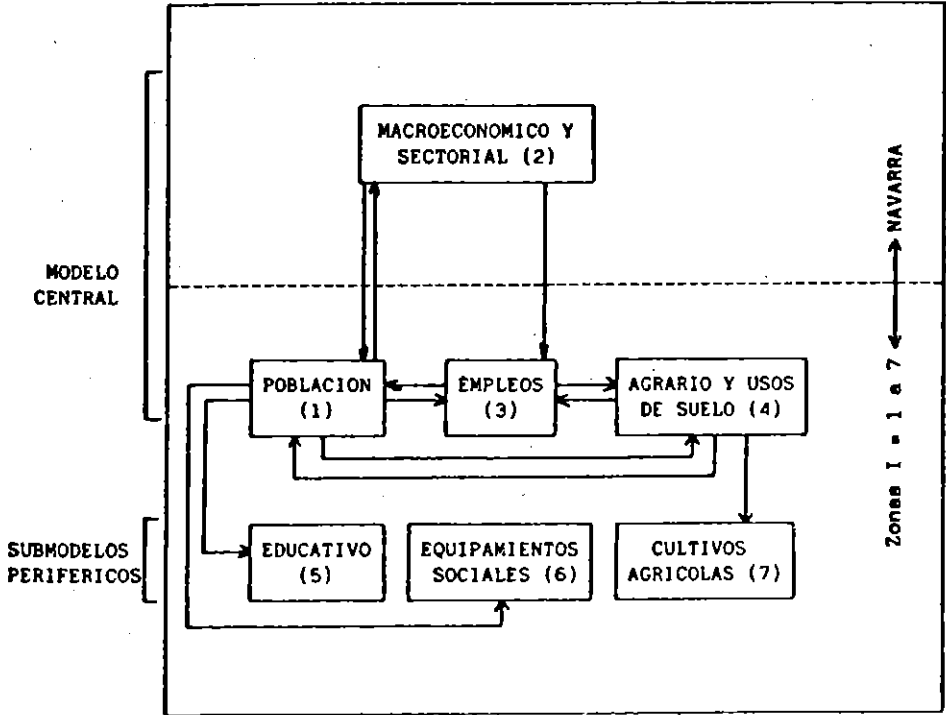 MACROECONOMICO Y
SECTORIAL (2)
NAVARRA
MODELO
CENTRAL
POBLACION
(1)
EMPLEOS
(3)
AGRARIO Y USOS
DE SUELO (4)
Zonas I = 1 a 7
SUBMODELOS
PERIFERICOS
EDUCATIVO
(5)
EQUIPAMIENTOS
SOCIALES (6)
CULTIVOS
AGRICOLAS (7)